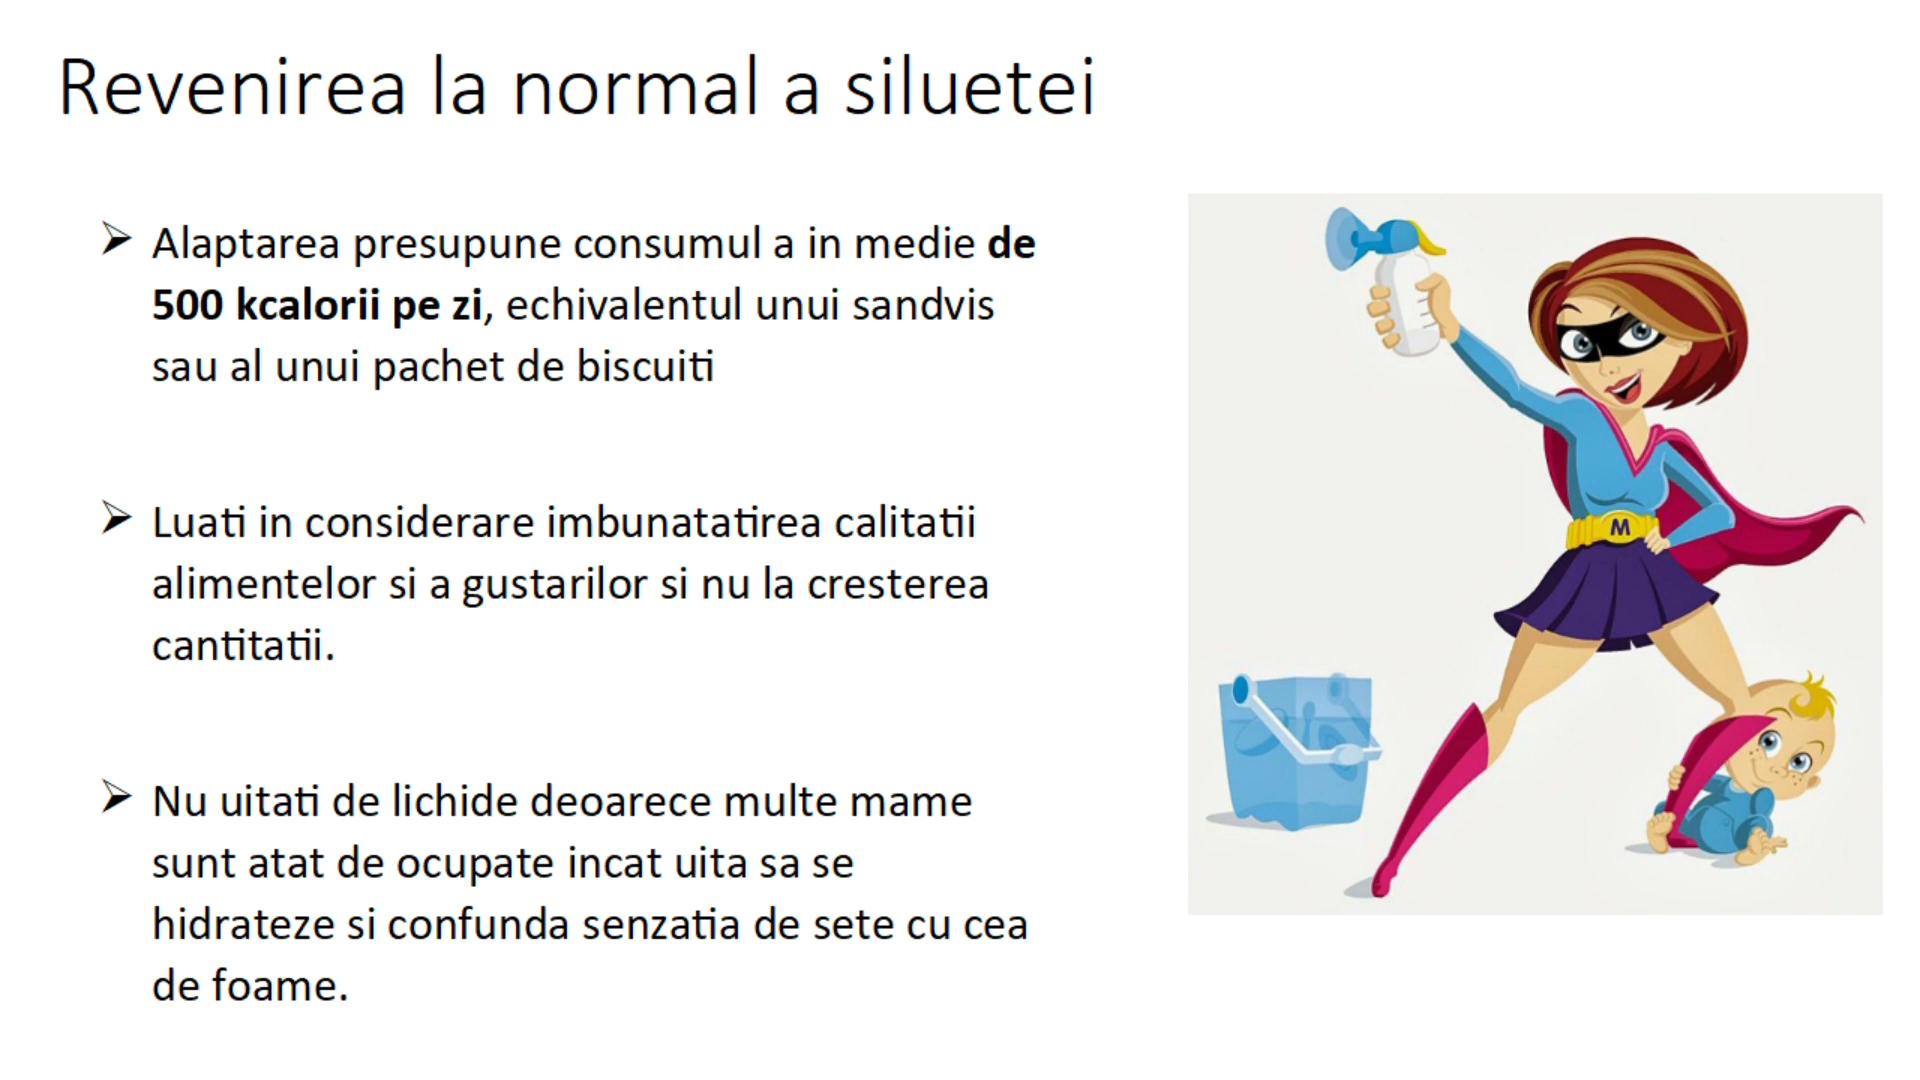 Revenirea la normal a siluetei
➢ Alaptarea presupune consumul a in medie de
500 kcalorii pe zi, echivalentul unui sandvis
sau al unui pachet de biscuiti
➢ Luati in considerare imbunatatirea calitatii
alimentelor si a gustarilor si nu la cresterea
cantitatii.
➢ Nu uitati de lichide deoarece multe mame
sunt atat de ocupate incat uita sa se
hidrateze si confunda senzatia de sete cu cea
de foame.
M